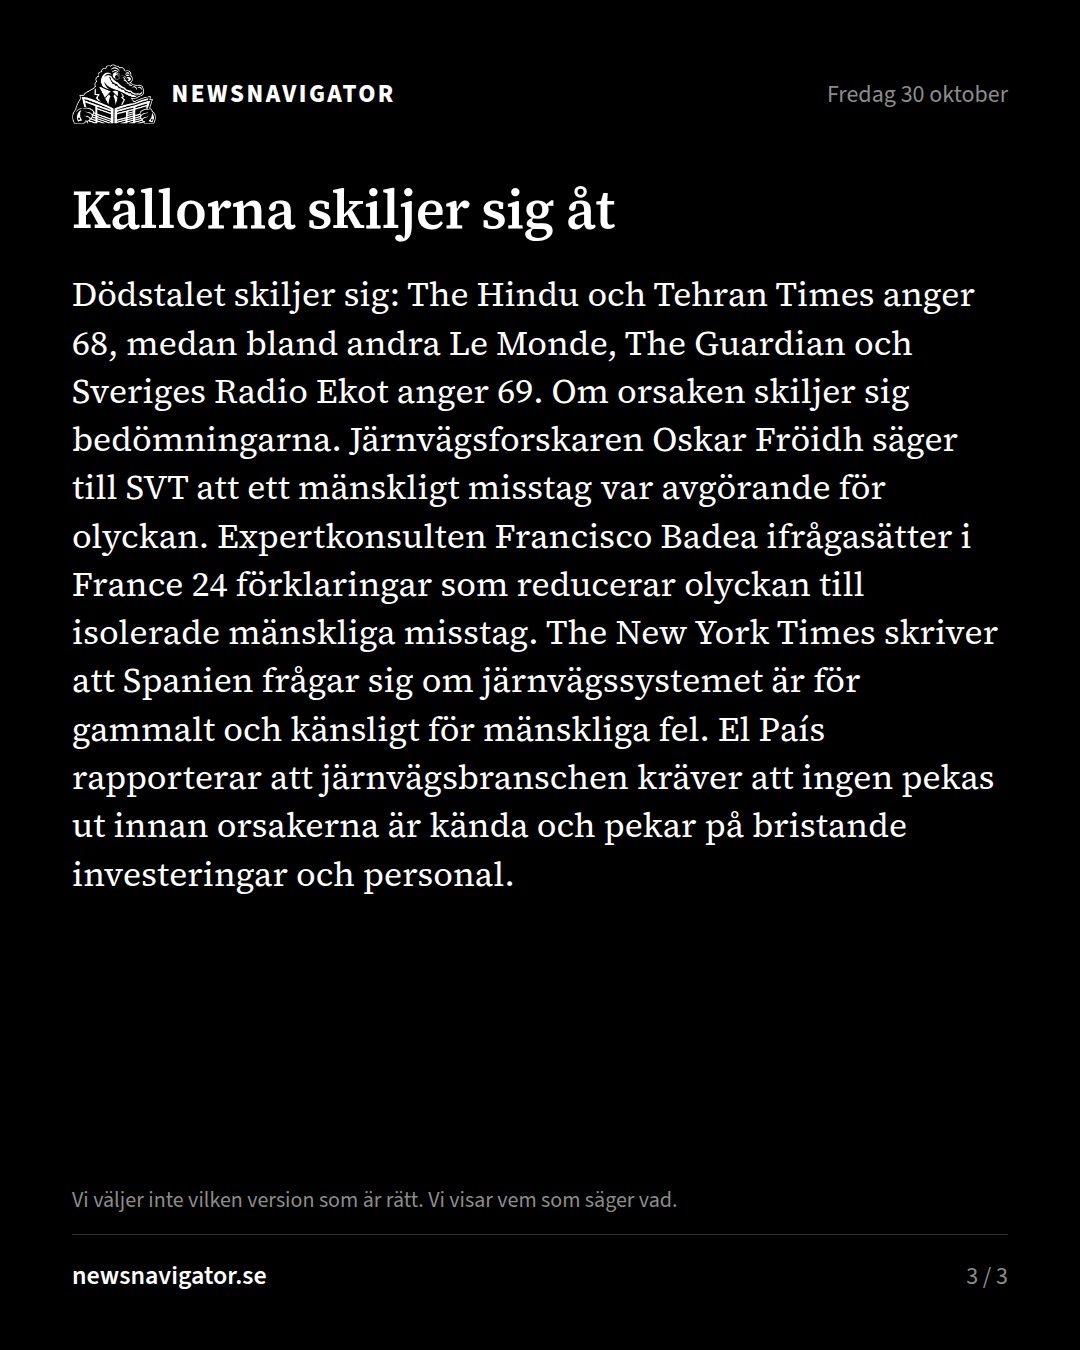 NEWSNAVIGATOR
Fredag 30 oktober
Källorna skiljer sig åt
Dödstalet skiljer sig: The Hindu och Tehran Times anger
68, medan bland andra Le Monde, The Guardian och
Sveriges Radio Ekot anger 69. Om orsaken skiljer sig
bedömningarna. Järnvägsforskaren Oskar Fröidh säger
till SVT att ett mänskligt misstag var avgörande för
olyckan. Expertkonsulten Francisco Badea ifrågasätter i
France 24 förklaringar som reducerar olyckan till
isolerade mänskliga misstag. The New York Times skriver
att Spanien frågar sig om järnvägssystemet är för
gammalt och känsligt för mänskliga fel. El País
rapporterar att järnvägsbranschen kräver att ingen pekas
ut innan orsakerna är kända och pekar på bristande
investeringar och personal.
Vi väljer inte vilken version som är rätt. Vi visar vem som säger vad.
newsnavigator.se
3 / 3